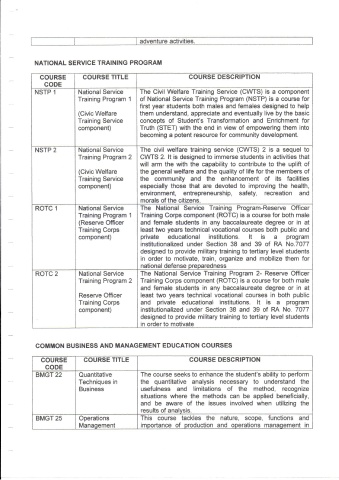 adventure activities.
NATIONAL SERVICE TRAINING PROGRAM
COURSE CODE COURSE TITLE COURSE DESCRIPTION
NSTP 1
National Service
Training Program 1
(Civic Welfare
Training Service
component)
The Civil Welfare Training Service (CWTS) is a component
of National Service Training Program (NSTP) is a course for
first year students both males and females designed to help
them understand, appreciate and eventually live by the basic
concepts of Student's Transformation and Enrichment for
Truth (STET) with the end in view of empowering them into
becoming a potent resource for community development.
NSTP 2
National Service
Training Program 2
(Civic Welfare
Training Service
component)
The civil welfare training service (CWTS) 2 is a sequel to
CWTS 2. It is designed to immerse students in activities that
will arm the with the capability to contribute to the uplift of
the general welfare and the quality of life for the members of
the community and the enhancement of its facilities
especially those that are devoted to improving the health,
environment, entrepreneurship, safety, recreation and
morals of the citizens.
ROTC 1
National Service
Training Program 1
(Reserve Officer
Training Corps
component)
The National Service Training Program-Reserve Officer
Training Corps component (ROTC) is a course for both male
and female students in any baccalaureate degree or in at
least two years technical vocational courses both public and
private educational institutions. It is a program
institutionalized under Section 38 and 39 of RA No.7077
designed to provide military training to tertiary level students
in order to motivate, train, organize and mobilize them for
national defense preparedness
ROTC 2
National Service
Training Program 2
Reserve Officer
Training Corps
component)
The National Service Training Program 2- Reserve Officer
Training Corps component (ROTC) is a course for both male
and female students in any baccalaureate degree or in at
least two years technical vocational courses in both public
and private educational institutions. It is a program
institutionalized under Section 38 and 39 of RA No. 7077
designed to provide military training to tertiary level students
in order to motivate
COMMON BUSINESS AND MANAGEMENT EDUCATION COURSES
COURSE CODE COURSE TITLE COURSE DESCRIPTION
BMGT 22
Quantitative
Techniques in
Business
The course seeks to enhance the student's ability to perform
the quantitative analysis necessary to understand the
usefulness and limitations of the method, recognize
situations where the methods can be applied beneficially,
and be aware of the issues involved when utilizing the
results of analysis.
BMGT 25
Operations
Management
This course tackles the nature, scope, functions and
importance of production and operations management in